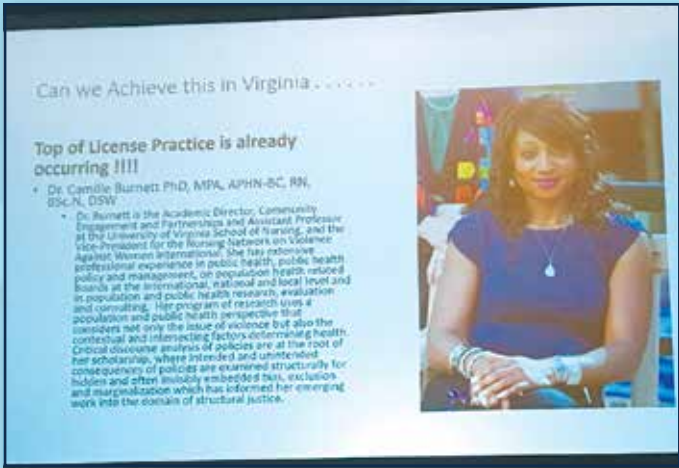 Can we Achieve this in Virginia . . . . . .
Top of License Practice is already
occurring !!!!
• Dr. Camille Burnett PhD, MPA, APHN-BC, RN,
BSc.N, DSW
• Dr. Burnett is the Academic Director, Community
Engagement and Partnerships and Assistant Professor
at the University of Virginia School of Nursing, and the
Vice-President for the Nursing Network on Violence
Against Women International. She has extensive
professional experience in public health, public health
policy and management, on population health related
Boards at the international, national and local level and
in population and public health research, evaluation
and consulting. Her program of research uses a
population and public health perspective that
considers not only the issue of violence but also the
contextual and intersecting factors determining health.
Critical discourse analysis of policies are at the root of
her scholarship, where intended and unintended
consequences of policies are examined structurally for
hidden and often invisibly embedded bias, exclusion
and marginalization which has informed her emerging
work into the domain of structural justice.